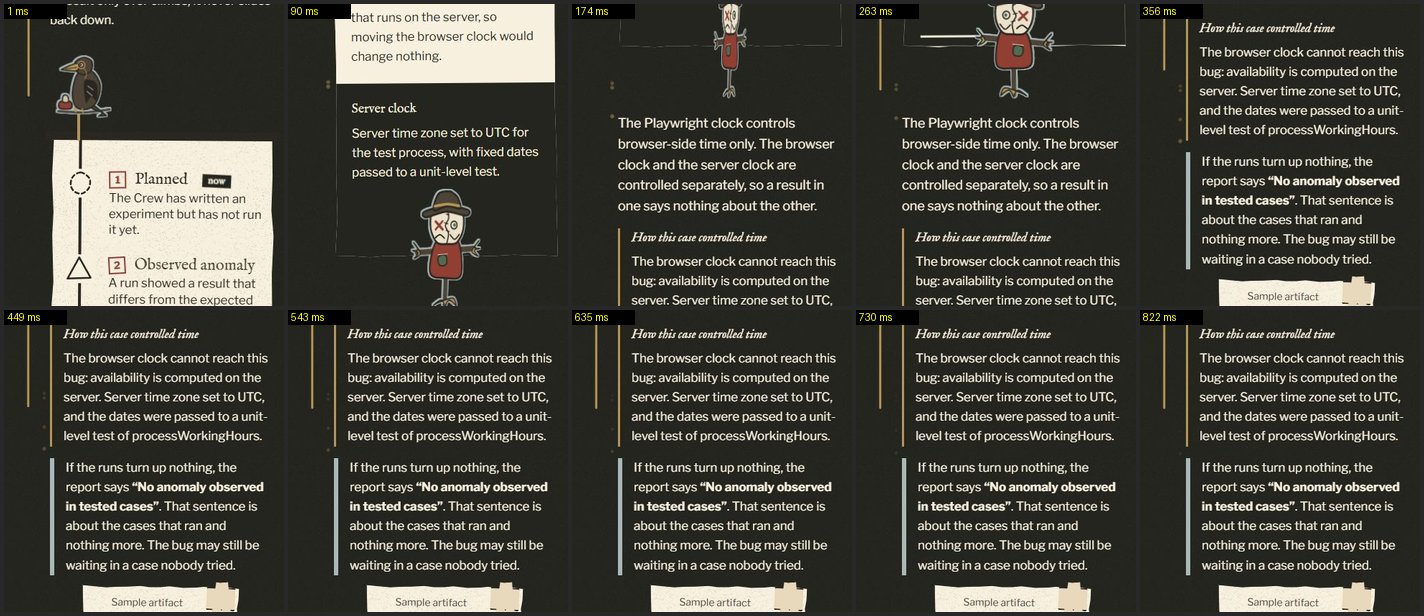 1 ms
back down.
1 Planned now
The Crew has written an
experiment but has not run
it yet.
2 Observed anomaly
A run showed a result that
differs from the expected
90 ms
that runs on the server, so
moving the browser clock would
change nothing.
Server clock
Server time zone set to UTC for
the test process, with fixed dates
passed to a unit-level test.
174 ms
The Playwright clock controls
browser-side time only. The browser
clock and the server clock are
controlled separately, so a result in
one says nothing about the other.
How this case controlled time
The browser clock cannot reach this
bug: availability is computed on the
server. Server time zone set to UTC,
263 ms
The Playwright clock controls
browser-side time only. The browser
clock and the server clock are
controlled separately, so a result in
one says nothing about the other.
How this case controlled time
The browser clock cannot reach this
bug: availability is computed on the
server. Server time zone set to UTC,
356 ms
How this case controlled time
The browser clock cannot reach this
bug: availability is computed on the
server. Server time zone set to UTC,
and the dates were passed to a unit-
level test of processWorkingHours.
If the runs turn up nothing, the
report says “No anomaly observed
in tested cases”. That sentence is
about the cases that ran and
nothing more. The bug may still be
waiting in a case nobody tried.
Sample artifact
449 ms
How this case controlled time
The browser clock cannot reach this
bug: availability is computed on the
server. Server time zone set to UTC,
and the dates were passed to a unit-
level test of processWorkingHours.
If the runs turn up nothing, the
report says “No anomaly observed
in tested cases”. That sentence is
about the cases that ran and
nothing more. The bug may still be
waiting in a case nobody tried.
Sample artifact
543 ms
How this case controlled time
The browser clock cannot reach this
bug: availability is computed on the
server. Server time zone set to UTC,
and the dates were passed to a unit-
level test of processWorkingHours.
If the runs turn up nothing, the
report says “No anomaly observed
in tested cases”. That sentence is
about the cases that ran and
nothing more. The bug may still be
waiting in a case nobody tried.
Sample artifact
635 ms
How this case controlled time
The browser clock cannot reach this
bug: availability is computed on the
server. Server time zone set to UTC,
and the dates were passed to a unit-
level test of processWorkingHours.
If the runs turn up nothing, the
report says “No anomaly observed
in tested cases”. That sentence is
about the cases that ran and
nothing more. The bug may still be
waiting in a case nobody tried.
Sample artifact
730 ms
How this case controlled time
The browser clock cannot reach this
bug: availability is computed on the
server. Server time zone set to UTC,
and the dates were passed to a unit-
level test of processWorkingHours.
If the runs turn up nothing, the
report says “No anomaly observed
in tested cases”. That sentence is
about the cases that ran and
nothing more. The bug may still be
waiting in a case nobody tried.
Sample artifact
822 ms
How this case controlled time
The browser clock cannot reach this
bug: availability is computed on the
server. Server time zone set to UTC,
and the dates were passed to a unit-
level test of processWorkingHours.
If the runs turn up nothing, the
report says “No anomaly observed
in tested cases”. That sentence is
about the cases that ran and
nothing more. The bug may still be
waiting in a case nobody tried.
Sample artifact